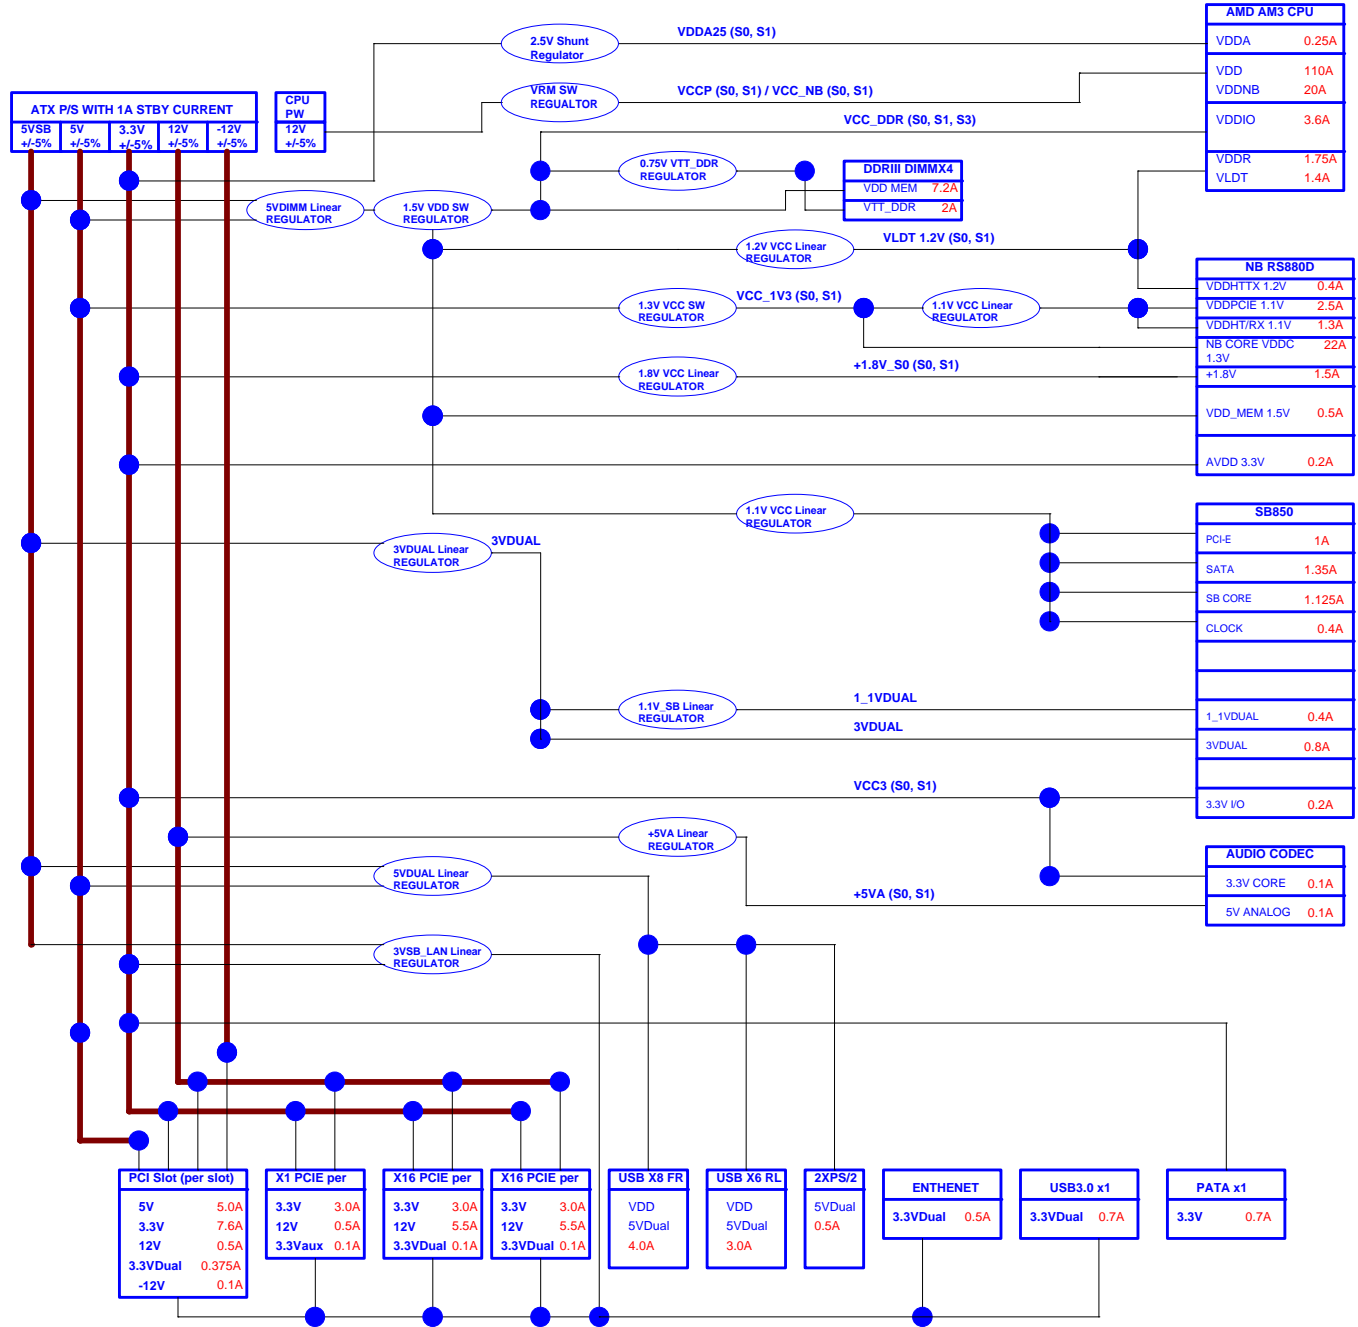 AMD AM3 CPU
VDDA 0.25A
VDD 110A
VDDNB 20A
VDDIO 3.6A
VDDR 1.75A
VLDT 1.4A
2.5V Shunt
Regulator
VDDA25 (S0, S1)
ATX P/S WITH 1A STBY CURRENT
5VSB 5V 3.3V 12V -12V
+/-5% +/-5% +/-5% +/-5% +/-5%
CPU
PW
12V
+/-5%
VRM SW
REGUALTOR
VCCP (S0, S1) / VCC_NB (S0, S1)
VCC_DDR (S0, S1, S3)
0.75V VTT_DDR
REGULATOR
DDRIII DIMMX4
VDD MEM 7.2A
VTT_DDR 2A
5VDIMM Linear
REGULATOR
1.5V VDD SW
REGULATOR
1.2V VCC Linear
REGULATOR
VLDT 1.2V (S0, S1)
NB RS880D
VDDHTTX 1.2V 0.4A
VDDPCIE 1.1V 2.5A
VDDHT/RX 1.1V 1.3A
NB CORE VDDC 22A
1.3V
+1.8V 1.5A
VDD_MEM 1.5V 0.5A
AVDD 3.3V 0.2A
1.3V VCC SW
REGULATOR
VCC_1V3 (S0, S1)
1.1V VCC Linear
REGULATOR
1.8V VCC Linear
REGULATOR
+1.8V_S0 (S0, S1)
1.1V VCC Linear
REGULATOR
SB850
PCI-E 1A
SATA 1.35A
SB CORE 1.125A
CLOCK 0.4A
1_1VDUAL 0.4A
3VDUAL 0.8A
3.3V I/O 0.2A
3VDUAL Linear
REGULATOR
3VDUAL
1.1V_SB Linear
REGULATOR
1_1VDUAL
3VDUAL
VCC3 (S0, S1)
+5VA Linear
REGULATOR
AUDIO CODEC
3.3V CORE 0.1A
5V ANALOG 0.1A
5VDUAL Linear
REGULATOR
+5VA (S0, S1)
3VSB_LAN Linear
REGULATOR
PCI Slot (per slot)
5V 5.0A
3.3V 7.6A
12V 0.5A
3.3VDual 0.375A
-12V 0.1A
X1 PCIE per
3.3V 3.0A
12V 0.5A
3.3Vaux 0.1A
X16 PCIE per
3.3V 3.0A
12V 5.5A
3.3VDual 0.1A
X16 PCIE per
3.3V 3.0A
12V 5.5A
3.3VDual 0.1A
USB X8 FR
VDD
5VDual
4.0A
USB X6 RL
VDD
5VDual
3.0A
2XPS/2
5VDual
0.5A
ENTHENET
3.3VDual 0.5A
USB3.0 x1
3.3VDual 0.7A
PATA x1
3.3V 0.7A